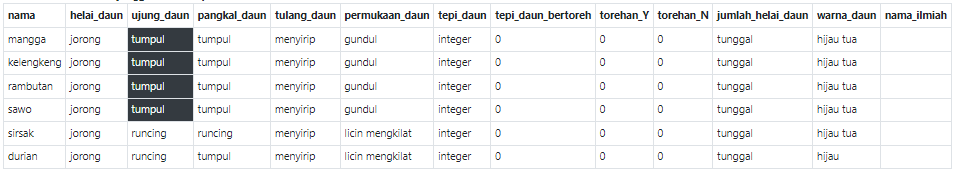 nama helai_daun ujung_daun pangkal_daun tulang_daun permukaan_daun tepi_daun tepi_daun_bertoreh torehan_Y torehan_N jumlah_helai_daun warna_daun nama_ilmiah
mangga jorong tumpul tumpul menyirip gundul integer 0 0 0 tunggal hijau tua
kelengkeng jorong tumpul tumpul menyirip gundul integer 0 0 0 tunggal hijau tua
rambutan jorong tumpul tumpul menyirip gundul integer 0 0 0 tunggal hijau tua
sawo jorong tumpul tumpul menyirip gundul integer 0 0 0 tunggal hijau tua
sirsak jorong runcing runcing menyirip licin mengkilat integer 0 0 0 tunggal hijau tua
durian jorong runcing tumpul menyirip licin mengkilat integer 0 0 0 tunggal hijau